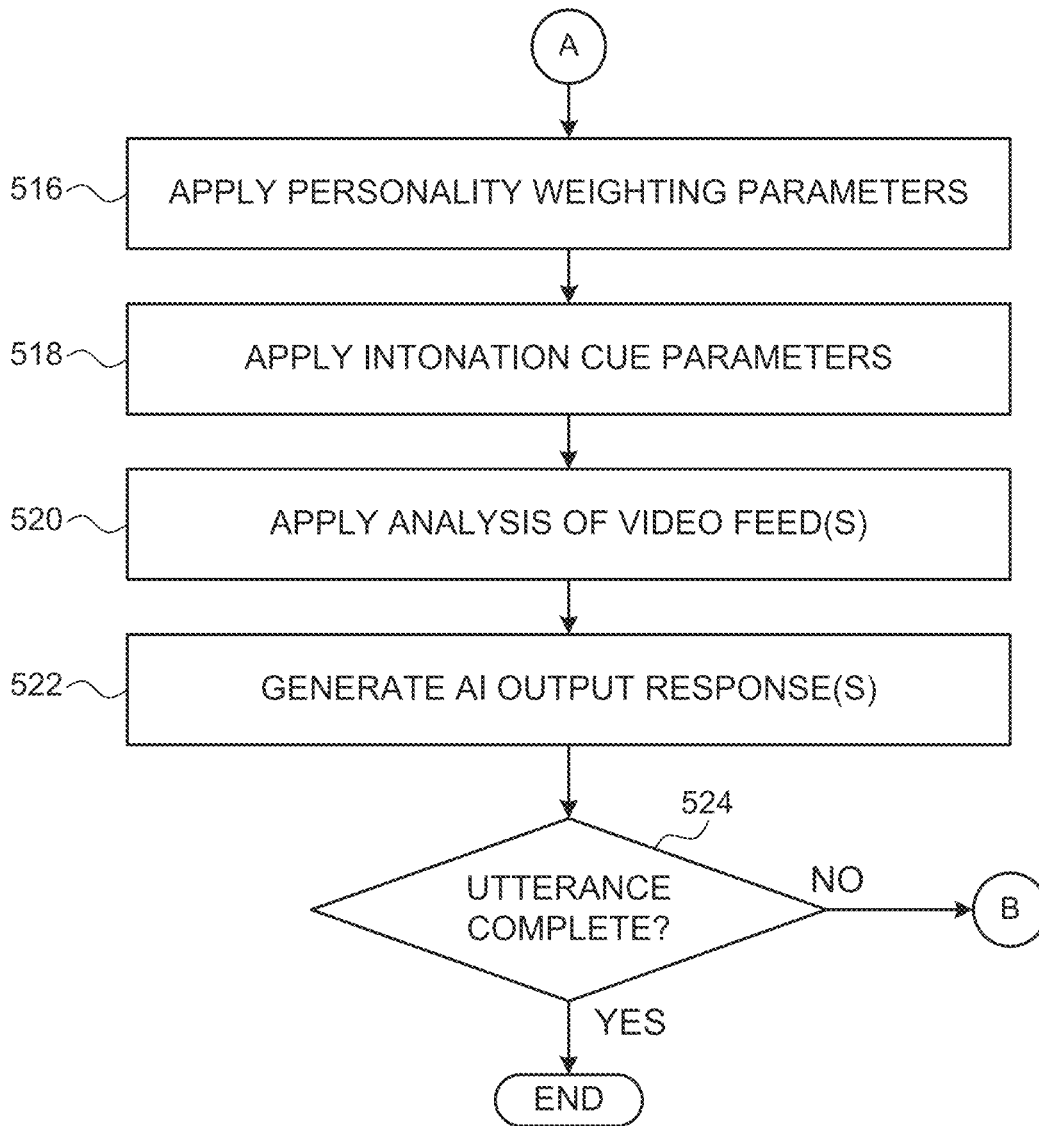 A
516
APPLY PERSONALITY WEIGHTING PARAMETERS
518
APPLY INTONATION CUE PARAMETERS
520
APPLY ANALYSIS OF VIDEO FEED(S)
522
GENERATE AI OUTPUT RESPONSE(S)
524
UTTERANCE
COMPLETE?
NO
B
YES
END